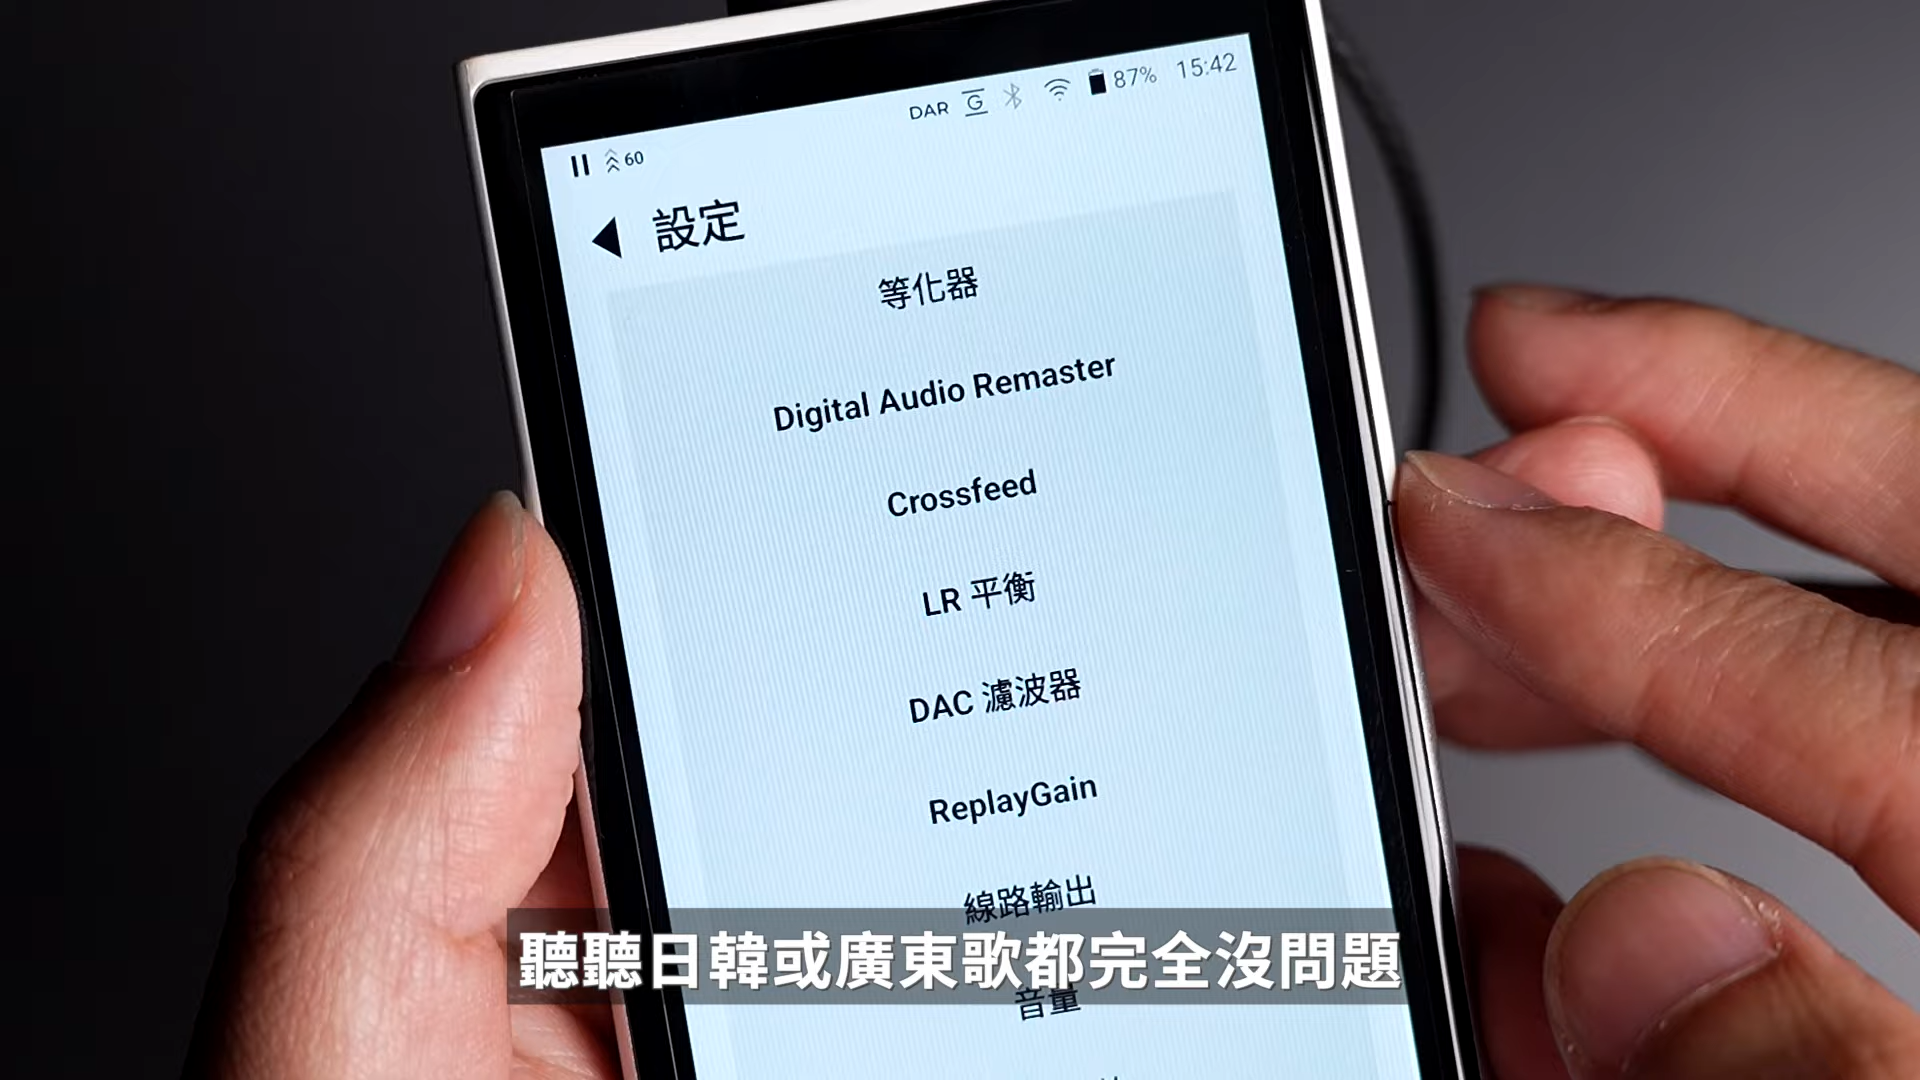 DAR G 87% 15:42
60
設定
等化器
Digital Audio Remaster
Crossfeed
LR 平衡
DAC 濾波器
ReplayGain
線路輸出
聽聽日韓或廣東歌都完全沒問題
音量